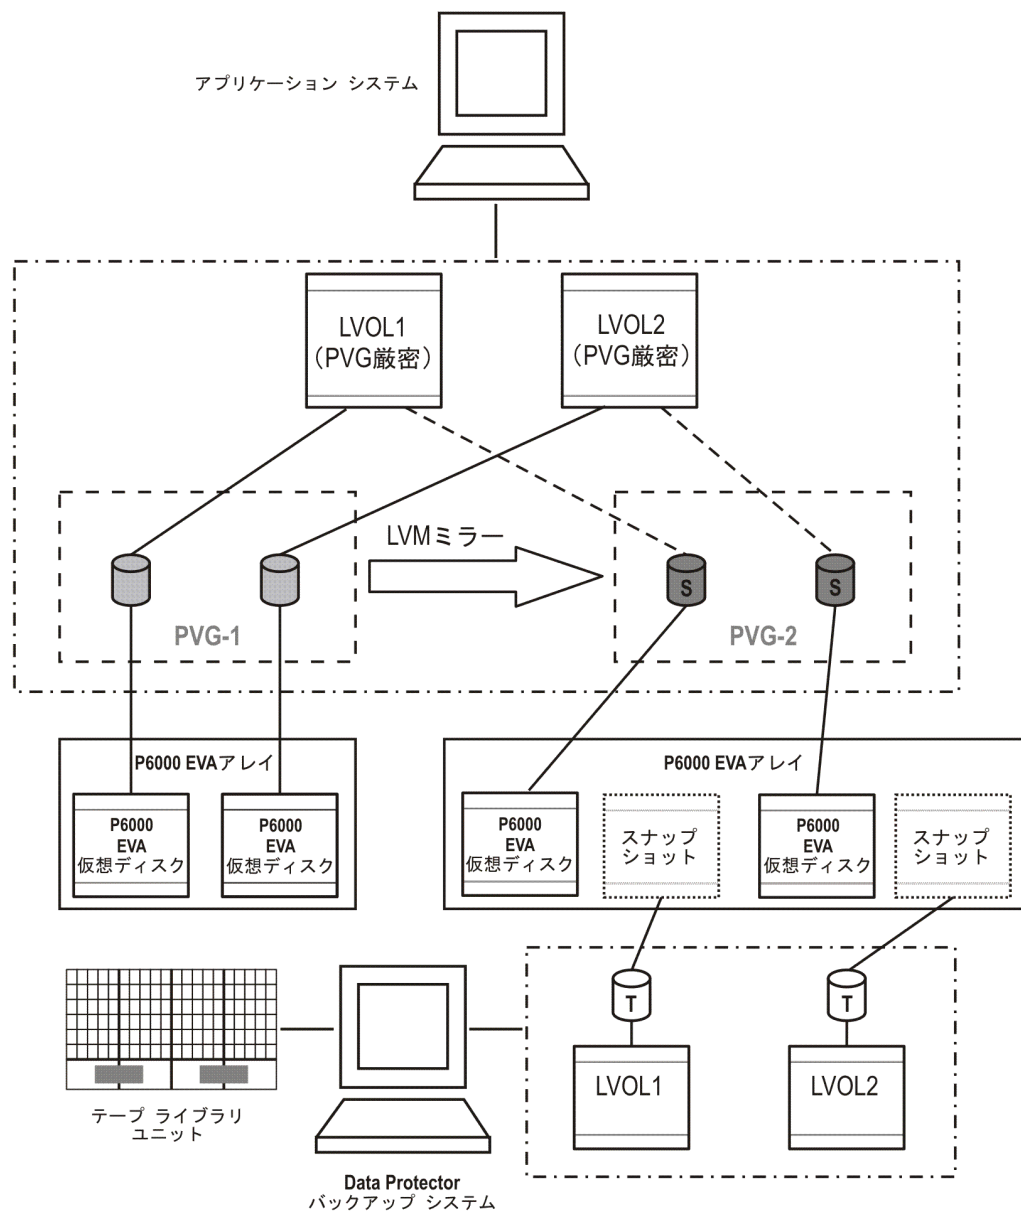 アプリケーション システム
LVOL1
（PVG厳密）
LVOL2
（PVG厳密）
LVMミラー
S
S
PVG-1
PVG-2
P6000 EVAアレイ
P6000 EVAアレイ
P6000
EVA
仮想ディスク
P6000
EVA
仮想ディスク
P6000
EVA
仮想ディスク
スナップ
ショット
P6000
EVA
仮想ディスク
スナップ
ショット
T
T
LVOL1
LVOL2
テープ ライブラリ
ユニット
Data Protector
バックアップ システム